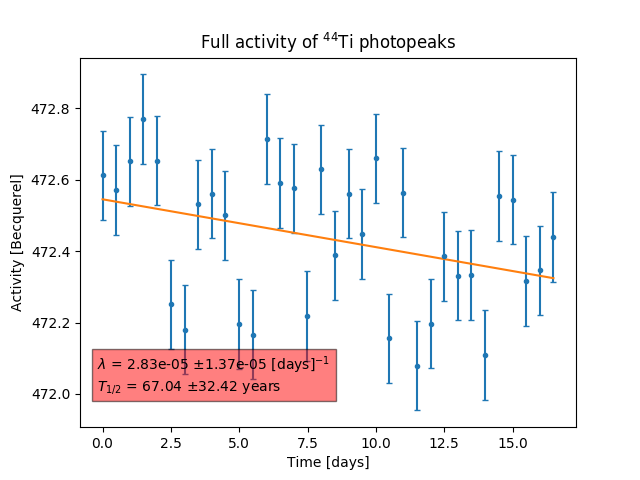 Full activity of ⁴⁴Ti photopeaks
Activity [Becquerel]
472.8
472.6
472.4
472.2
472.0
λ = 2.83e-05 ±1.37e-05 [days]⁻¹
T₁/₂ = 67.04 ±32.42 years
0.0 2.5 5.0 7.5 10.0 12.5 15.0
Time [days]